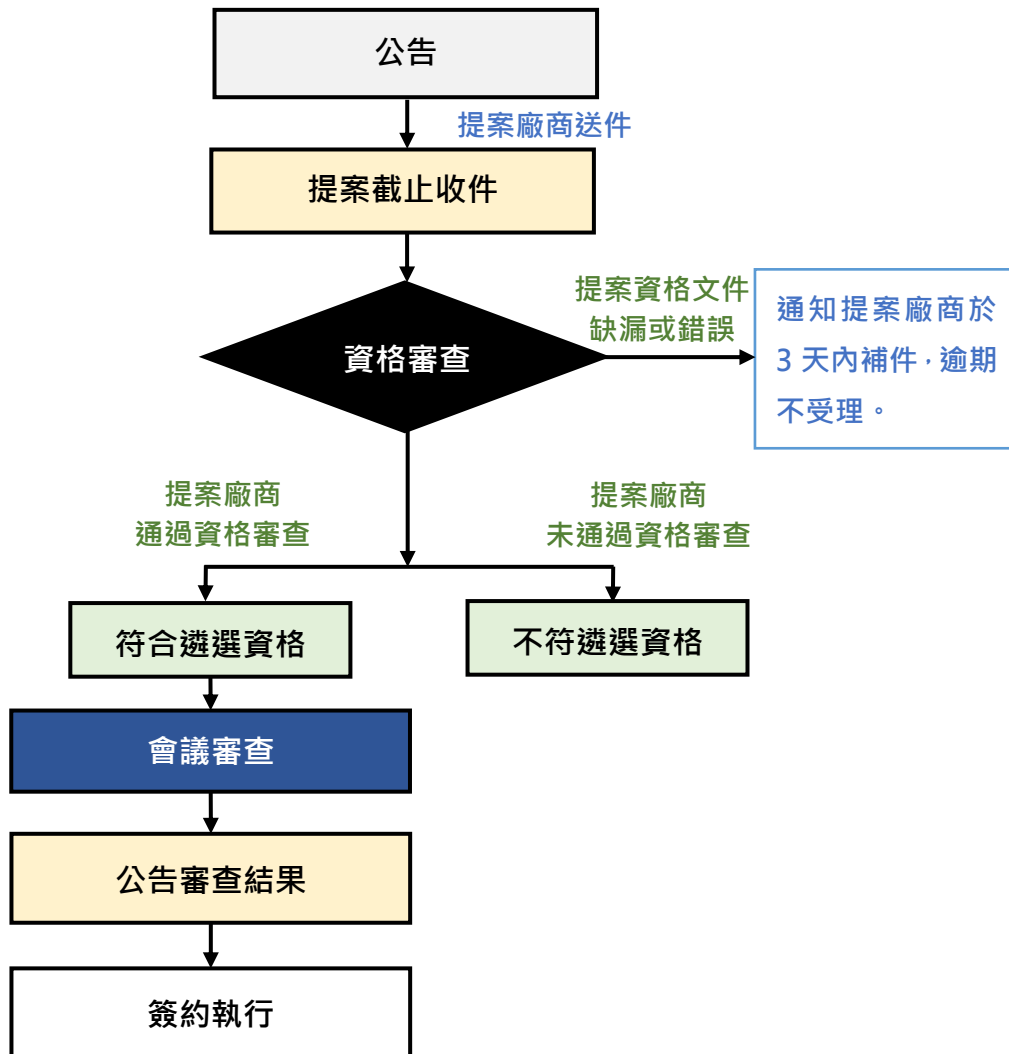 公告
提案廠商送件
提案截止收件
提案資格文件
缺漏或錯誤
通知提案廠商於
3 天內補件，逾期
不受理。
資格審查
提案廠商
通過資格審查
提案廠商
未通過資格審查
符合遴選資格
不符遴選資格
會議審查
公告審查結果
簽約執行